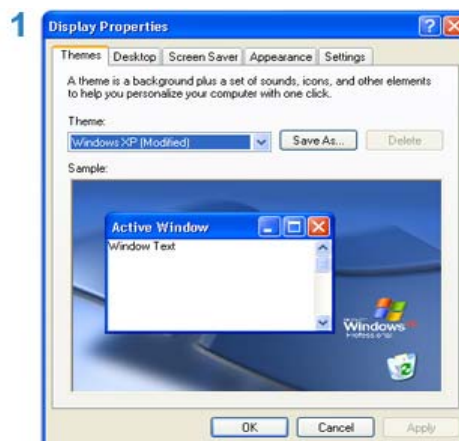 1
Display Properties
Themes Desktop Screen Saver Appearance Settings
A theme is a background plus a set of sounds, icons, and other elements
to help you personalize your computer with one click.
Theme:
Windows XP (Modified) Save As... Delete
Sample:
Active Window
Window Text
Windows
Professional
OK Cancel Apply